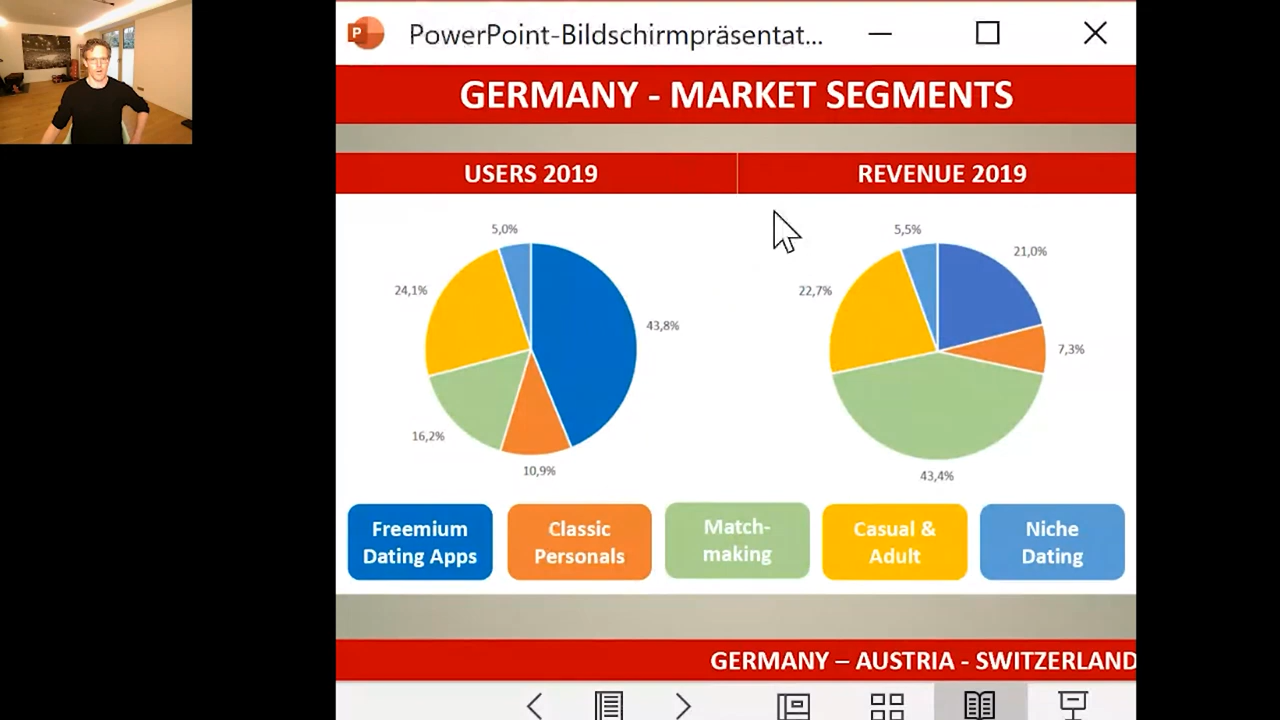 P
PowerPoint-Bildschirmpräsentat...
GERMANY - MARKET SEGMENTS
USERS 2019
REVENUE 2019
5,0%
24,1%
43,8%
16,2%
10,9%
5,5%
21,0%
22,7%
7,3%
43,4%
Freemium
Dating Apps
Classic
Personals
Match-
making
Casual &
Adult
Niche
Dating
GERMANY – AUSTRIA - SWITZERLAND